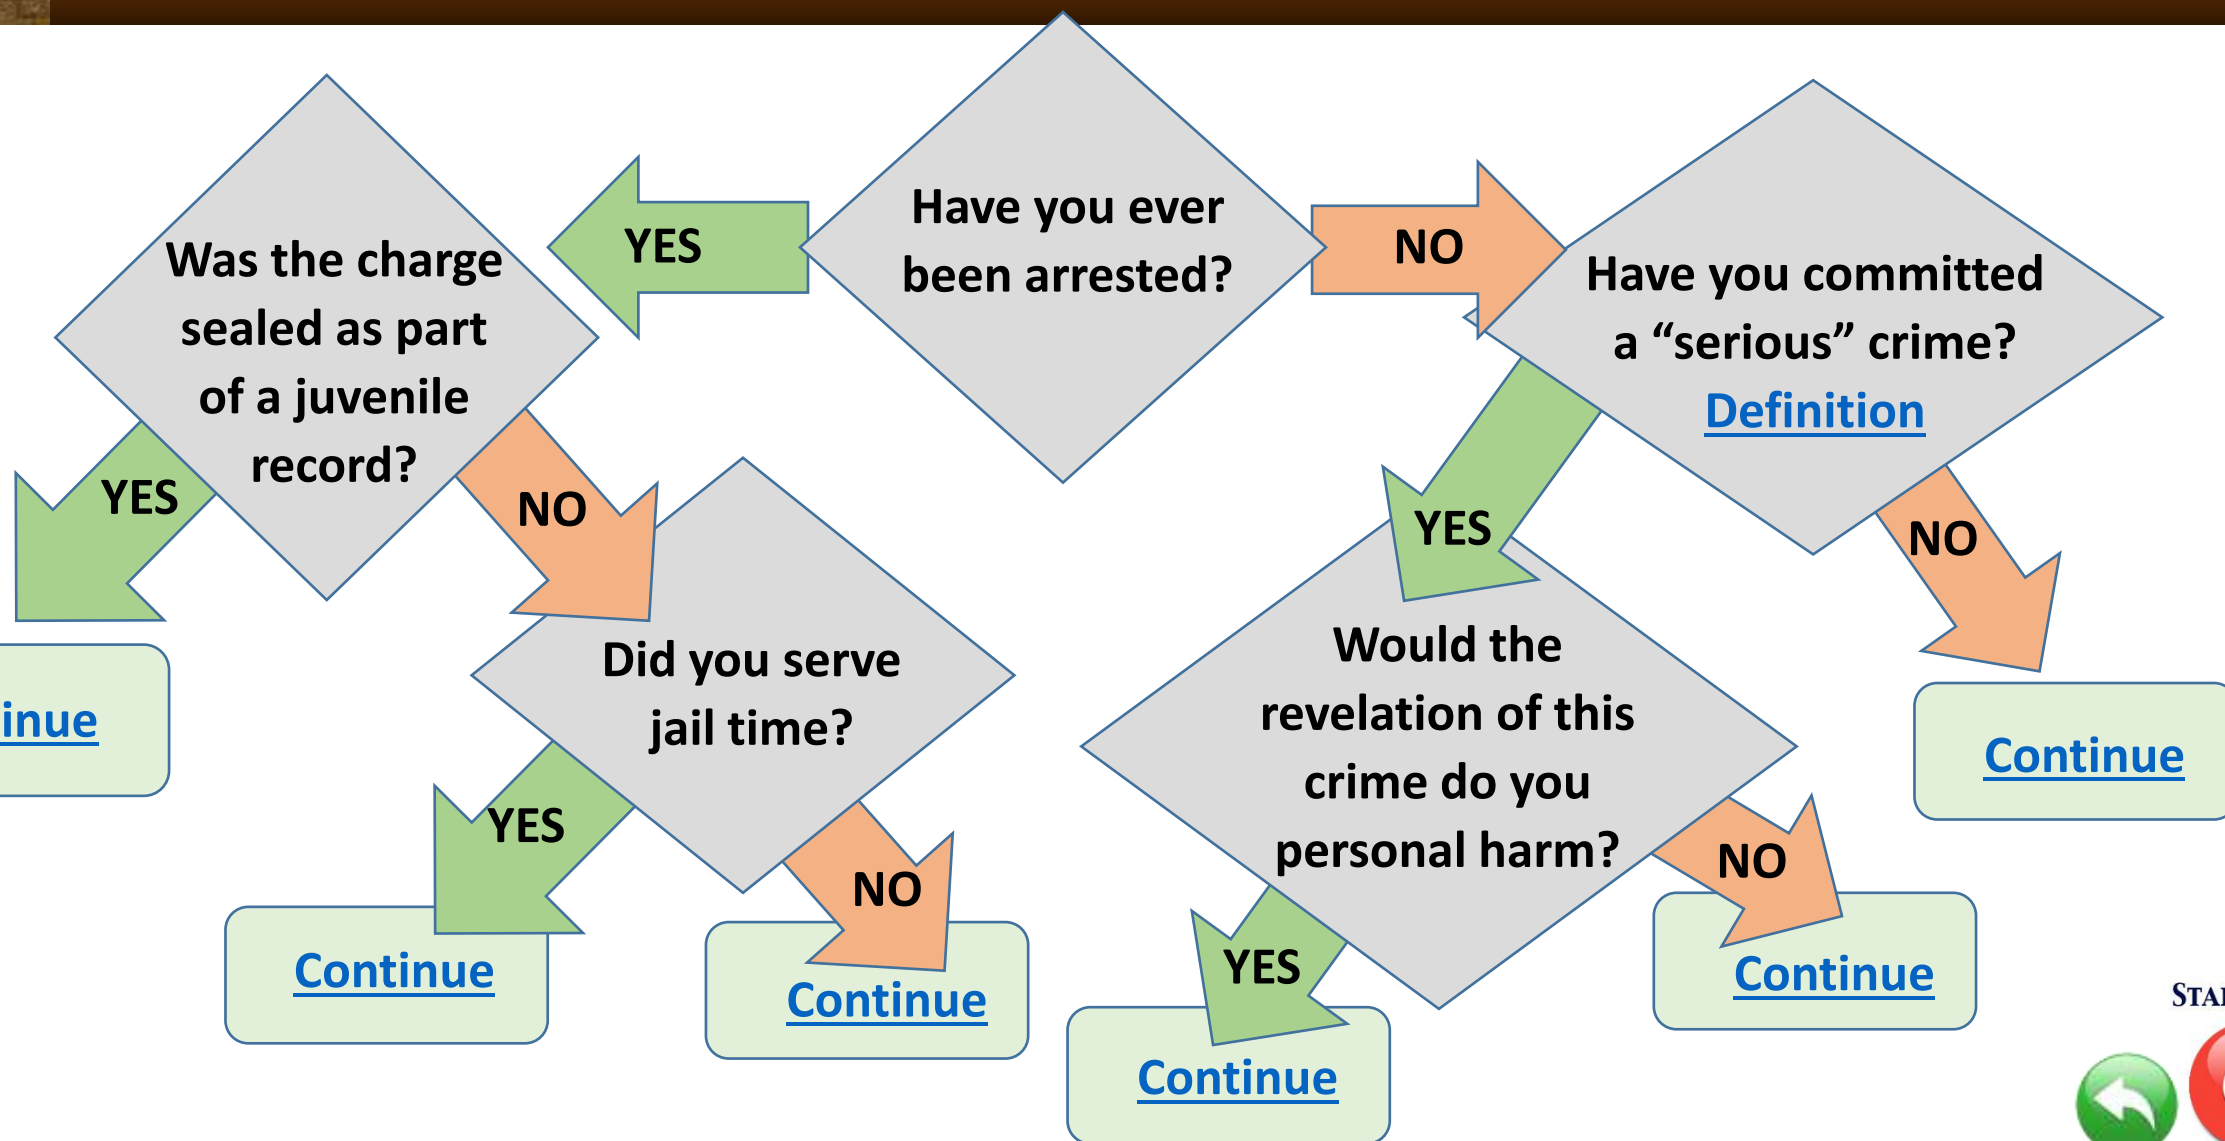 Have you ever
been arrested?
YES
NO
Was the charge
sealed as part
of a juvenile
record?
YES
NO
Have you committed
a “serious” crime?
Definition
YES
NO
Did you serve
jail time?
YES
NO
Would the
revelation of this
crime do you
personal harm?
YES
NO
inue
Continue
Continue
Continue
Continue
Continue